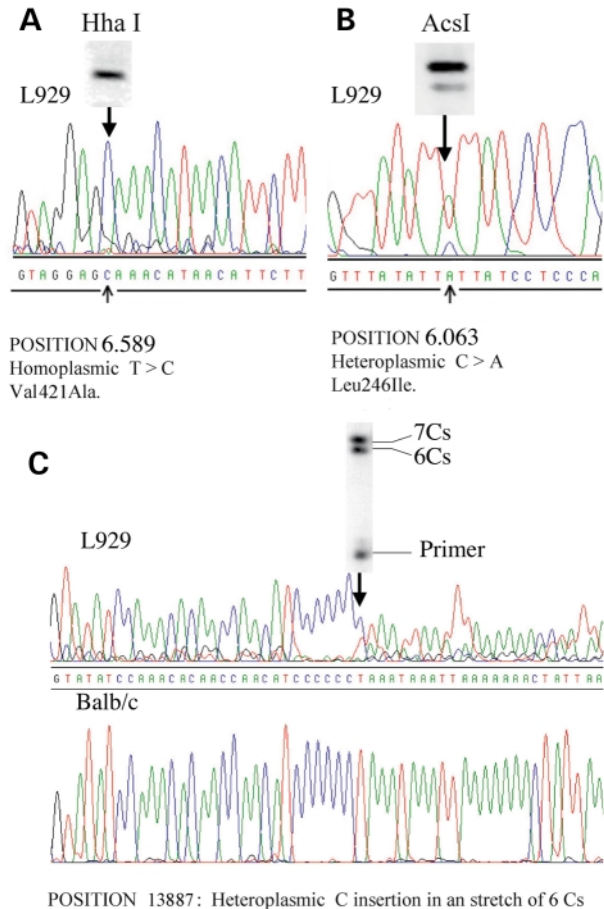 A
Hha I
L929
GTAGGAGCAAACATAACATTCTT
POSITION 6.589
Homoplasmic T > C
Val421Ala.
B
AcsI
L929
GTTTATATTATTATCCTCCCA
POSITION 6.063
Heteroplasmic C > A
Leu246Ile.
C
7Cs
6Cs
Primer
L929
GTATATCCAAACACAACCAACATCCCCCCTAAATAAATTAAAAAAACTATTAA
Balb/c
POSITION 13887: Heteroplasmic C insertion in an stretch of 6 Cs